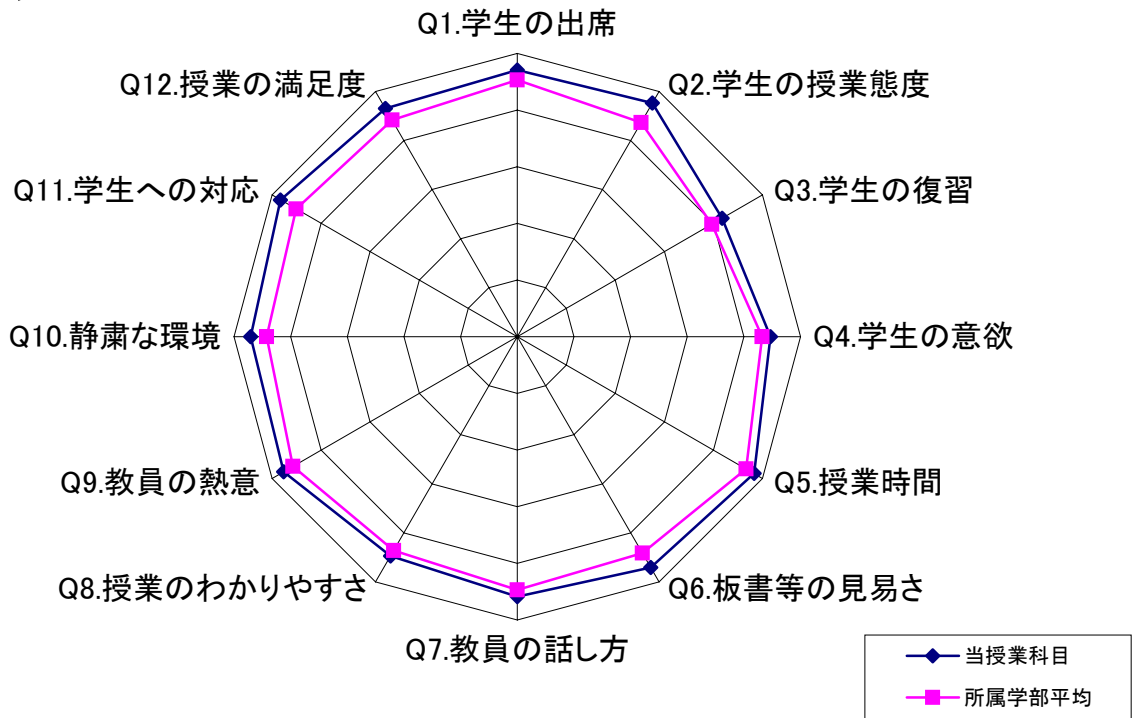 Q1.学生の出席
Q2.学生の授業態度
Q3.学生の復習
Q4.学生の意欲
Q5.授業時間
Q6.板書等の見易さ
Q7.教員の話し方
Q8.授業のわかりやすさ
Q9.教員の熱意
Q10.静粛な環境
Q11.学生への対応
Q12.授業の満足度
当授業科目
所属学部平均